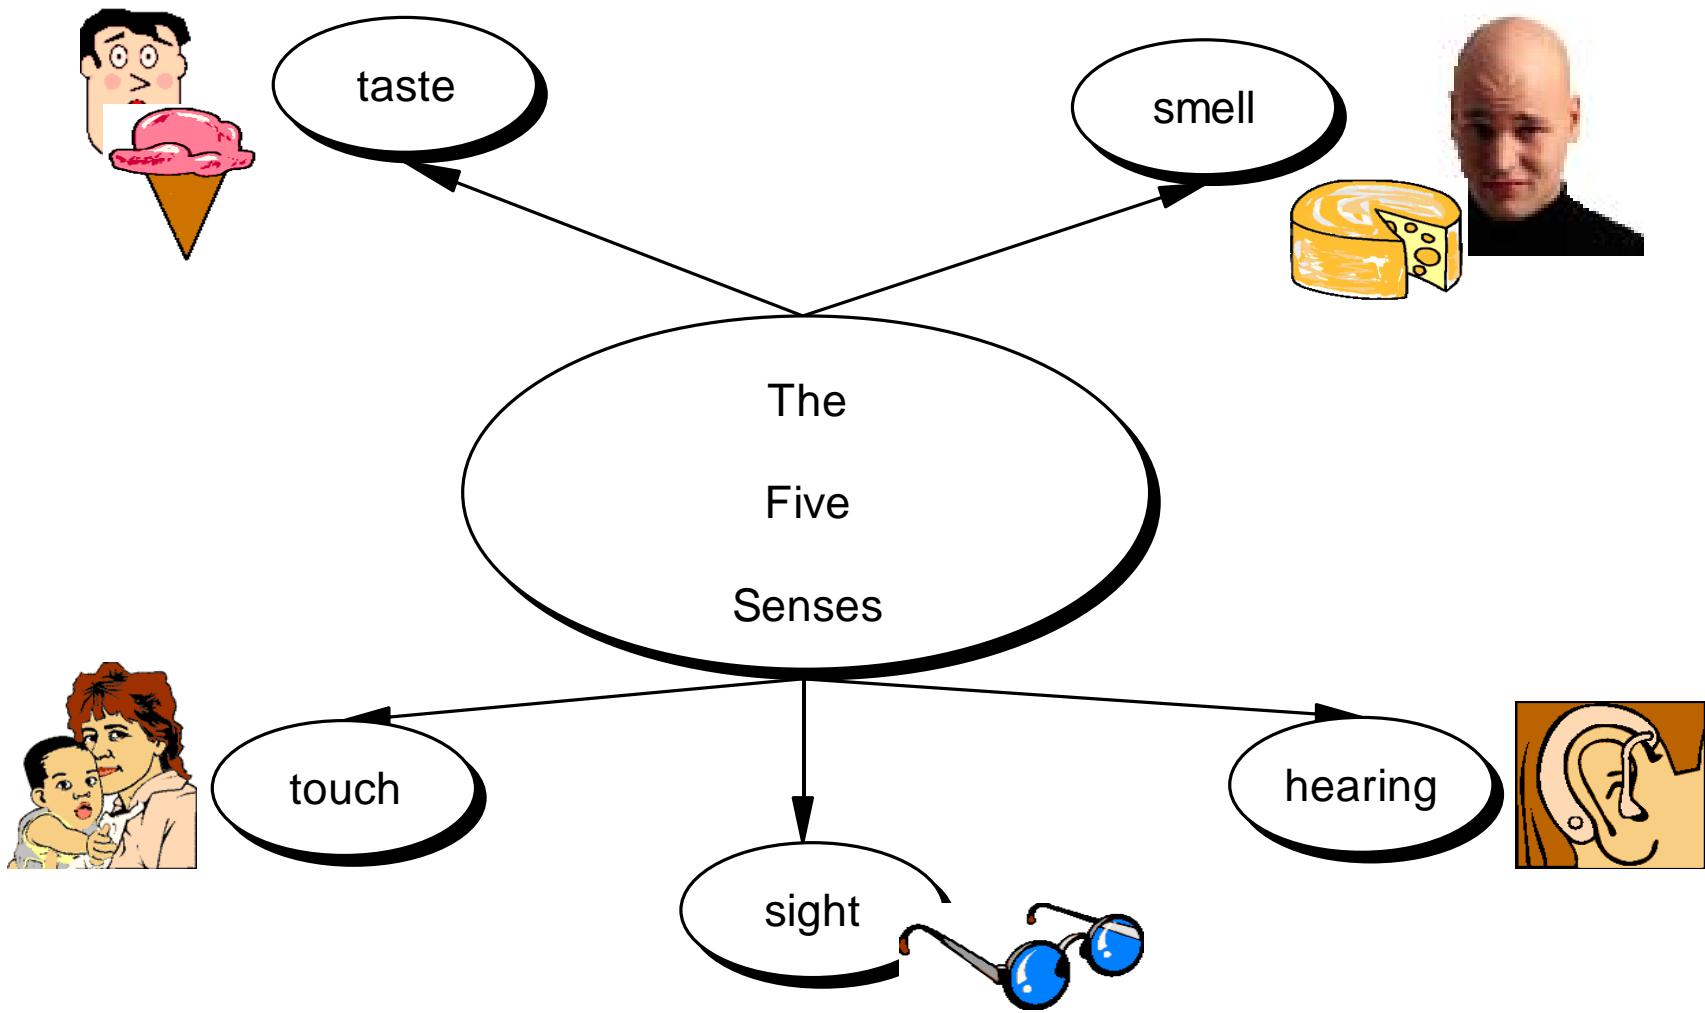 taste
smell
The
Five
Senses
touch
hearing
sight